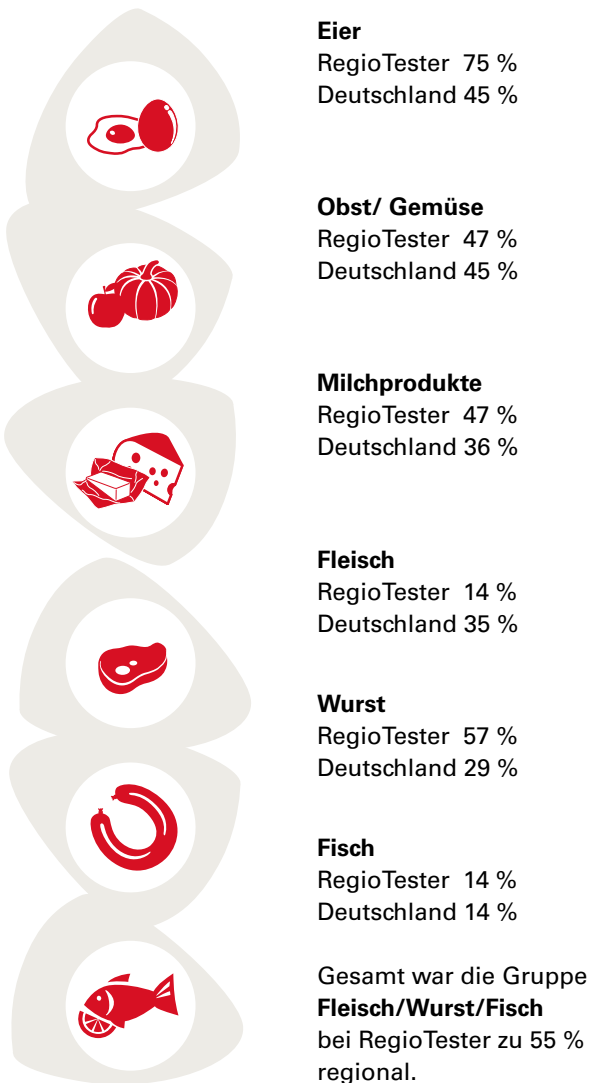 Eier
RegioTester 75 %
Deutschland 45 %
Obst/ Gemüse
RegioTester 47 %
Deutschland 45 %
Milchprodukte
RegioTester 47 %
Deutschland 36 %
Fleisch
RegioTester 14 %
Deutschland 35 %
Wurst
RegioTester 57 %
Deutschland 29 %
Fisch
RegioTester 14 %
Deutschland 14 %
Gesamt war die Gruppe
Fleisch/Wurst/Fisch
bei RegioTester zu 55 %
regional.